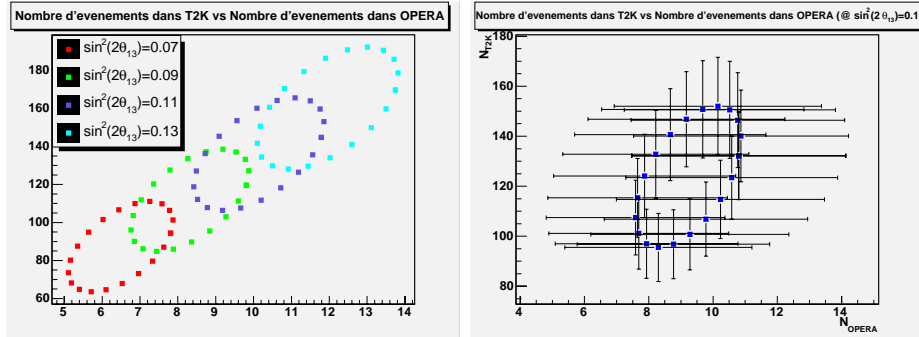 Nombre d'evenements dans T2K vs Nombre d'evenements dans OPERA
sin²(2θ₁₃)=0.07
sin²(2θ₁₃)=0.09
sin²(2θ₁₃)=0.11
sin²(2θ₁₃)=0.13
180
160
140
120
100
80
60
5 6 7 8 9 10 11 12 13 14
Nombre d'evenements dans T2K vs Nombre d'evenements dans OPERA (@ sin²(2θ₁₃)=0.1
N_T2K
180
160
140
120
100
80
4 6 8 10 12 14
N_OPERA